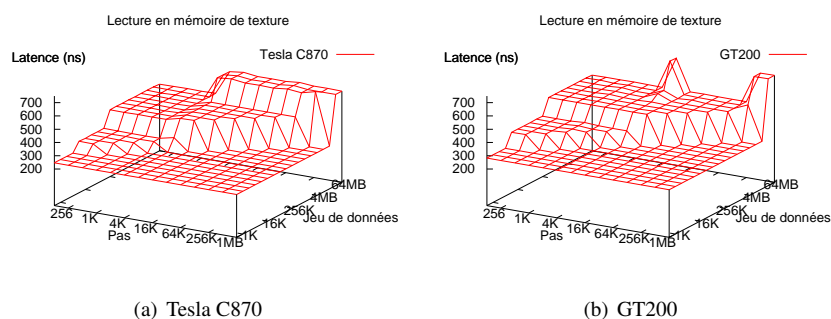 Lecture en mémoire de texture
Latence (ns)
Tesla C870
700
600
500
400
300
200
256
1K
4K
16K
64K
256K
1MB
Pas
1K
16K
256K
4MB
64MB
Jeu de données
(a) Tesla C870
Lecture en mémoire de texture
Latence (ns)
GT200
700
600
500
400
300
200
256
1K
4K
16K
64K
256K
1MB
Pas
1K
16K
256K
4MB
64MB
Jeu de données
(b) GT200